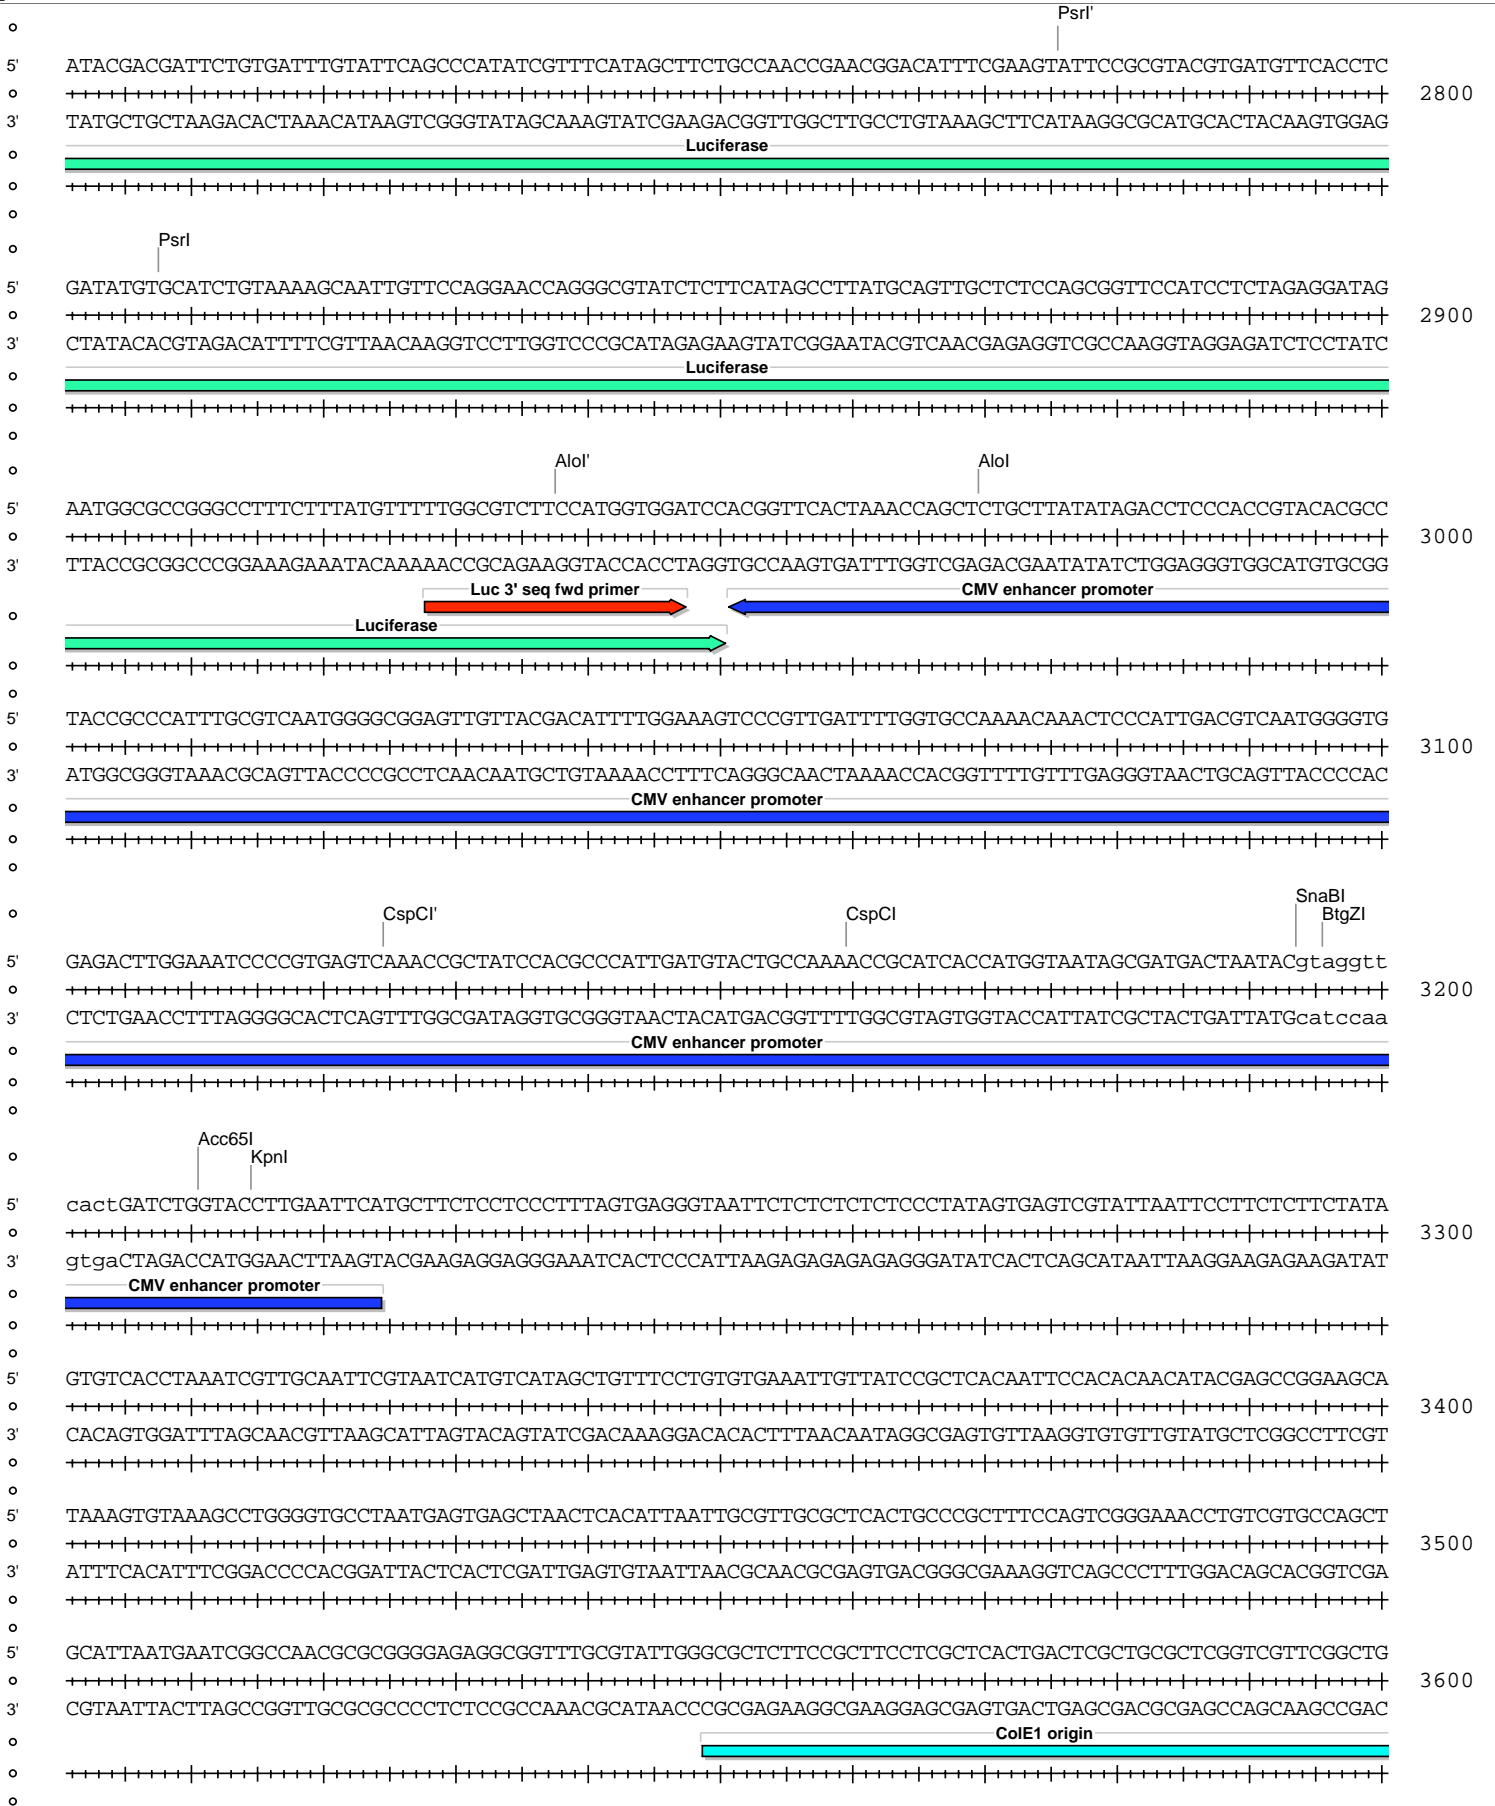 PsrI'
5' ATACGACGATTCTGTGATTTGTATTCAGCCCATATCGTTTCATAGCTTCTGCCAACCGAACGGACATTTCGAAGTATTCCGCGTACGTGATGTTCACCTC
2800
3' TATGCTGCTAAGACACTAAACATAAGTCGGGTATAGCAAAGTATCGAAGACGGTTGGCTTGCCTGTAAAGCTTCATAAGGCGCATGCACTACAAGTGGAG
Luciferase
PsrI
5' GATATGTGCATCTGTAAAAGCAATTGTTCCAGGAACCAGGGCGTATCTCTTCATAGCCTTATGCAGTTGCTCTCCAGCGGTTCCATCCTCTAGAGGATAG
2900
3' CTATACACGTAGACATTTTCGTTAACAAGGTCCTTGGTCCCGCATAGAGAAGTATCGGAATACGTCAACGAGAGGTCGCCAAGGTAGGAGATCTCCTATC
Luciferase
AloI' AloI
5' AATGGCGCCGGGCCTTTCTTTATGTTTTTGGCGTCTTCCATGGTGGATCCACGGTTCACTAAACCAGCTCTGCTTATATAGACCTCCCACCGTACACGCC
3000
3' TTACCGCGGCCCGGAAAGAAATACAAAAACCGCAGAAGGTACCACCTAGGTGCCAAGTGATTTGGTCGAGACGAATATATCTGGAGGGTGGCATGTGCGG
Luc 3' seq fwd primer CMV enhancer promoter
Luciferase
5' TACCGCCCATTTGCGTCAATGGGGCGGAGTTGTTACGACATTTTGGAAAGTCCCGTTGATTTTGGTGCCAAAACAAACTCCCATTGACGTCAATGGGGTG
3100
3' ATGGCGGGTAAACGCAGTTACCCCGCCTCAACAATGCTGTAAAACCTTTCAGGGCAACTAAAACCACGGTTTTGTTTGAGGGTAACTGCAGTTACCCCAC
CMV enhancer promoter
CspCI' CspCI SnaBI
BtgZI
5' GAGACTTGGAAATCCCCGTGAGTCAAACCGCTATCCACGCCCATTGATGTACTGCCAAAACCGCATCACCATGGTAATAGCGATGACTAATACgtaggtt
3200
3' CTCTGAACCTTTAGGGGCACTCAGTTTGGCGATAGGTGCGGGTAACTACATGACGGTTTTGGCGTAGTGGTACCATTATCGCTACTGATTATGcatccaa
CMV enhancer promoter
Acc65I
KpnI
5' cactGATCTGGTACCTTGAATTCATGCTTCTCCTCCCTTTAGTGAGGGTAATTCTCTCTCTCTCCCTATAGTGAGTCGTATTAATTCCTTCTCTTCTATA
3300
3' gtgaCTAGACCATGGAACTTAAGTACGAAGAGGAGGGAAATCACTCCCATTAAGAGAGAGAGAGGGATATCACTCAGCATAATTAAGGAAGAGAAGATAT
CMV enhancer promoter
5' GTGTCACCTAAATCGTTGCAATTCGTAATCATGTCATAGCTGTTTCCTGTGTGAAATTGTTATCCGCTCACAATTCCACACAACATACGAGCCGGAAGCA
3400
3' CACAGTGGATTTAGCAACGTTAAGCATTAGTACAGTATCGACAAAGGACACACTTTAACAATAGGCGAGTGTTAAGGTGTGTTGTATGCTCGGCCTTCGT
5' TAAAGTGTAAAGCCTGGGGTGCCTAATGAGTGAGCTAACTCACATTAATTGCGTTGCGCTCACTGCCCGCTTTCCAGTCGGGAAACCTGTCGTGCCAGCT
3500
3' ATTTCACATTTCGGACCCCACGGATTACTCACTCGATTGAGTGTAATTAACGCAACGCGAGTGACGGGCGAAAGGTCAGCCCTTTGGACAGCACGGTCGA
5' GCATTAATGAATCGGCCAACGCGCGGGGAGAGGCGGTTTGCGTATTGGGCGCTCTTCCGCTTCCTCGCTCACTGACTCGCTGCGCTCGGTCGTTCGGCTG
3600
3' CGTAATTACTTAGCCGGTTGCGCGCCCCTCTCCGCCAAACGCATAACCCGCGAGAAGGCGAAGGAGCGAGTGACTGAGCGACGCGAGCCAGCAAGCCGAC
ColE1 origin